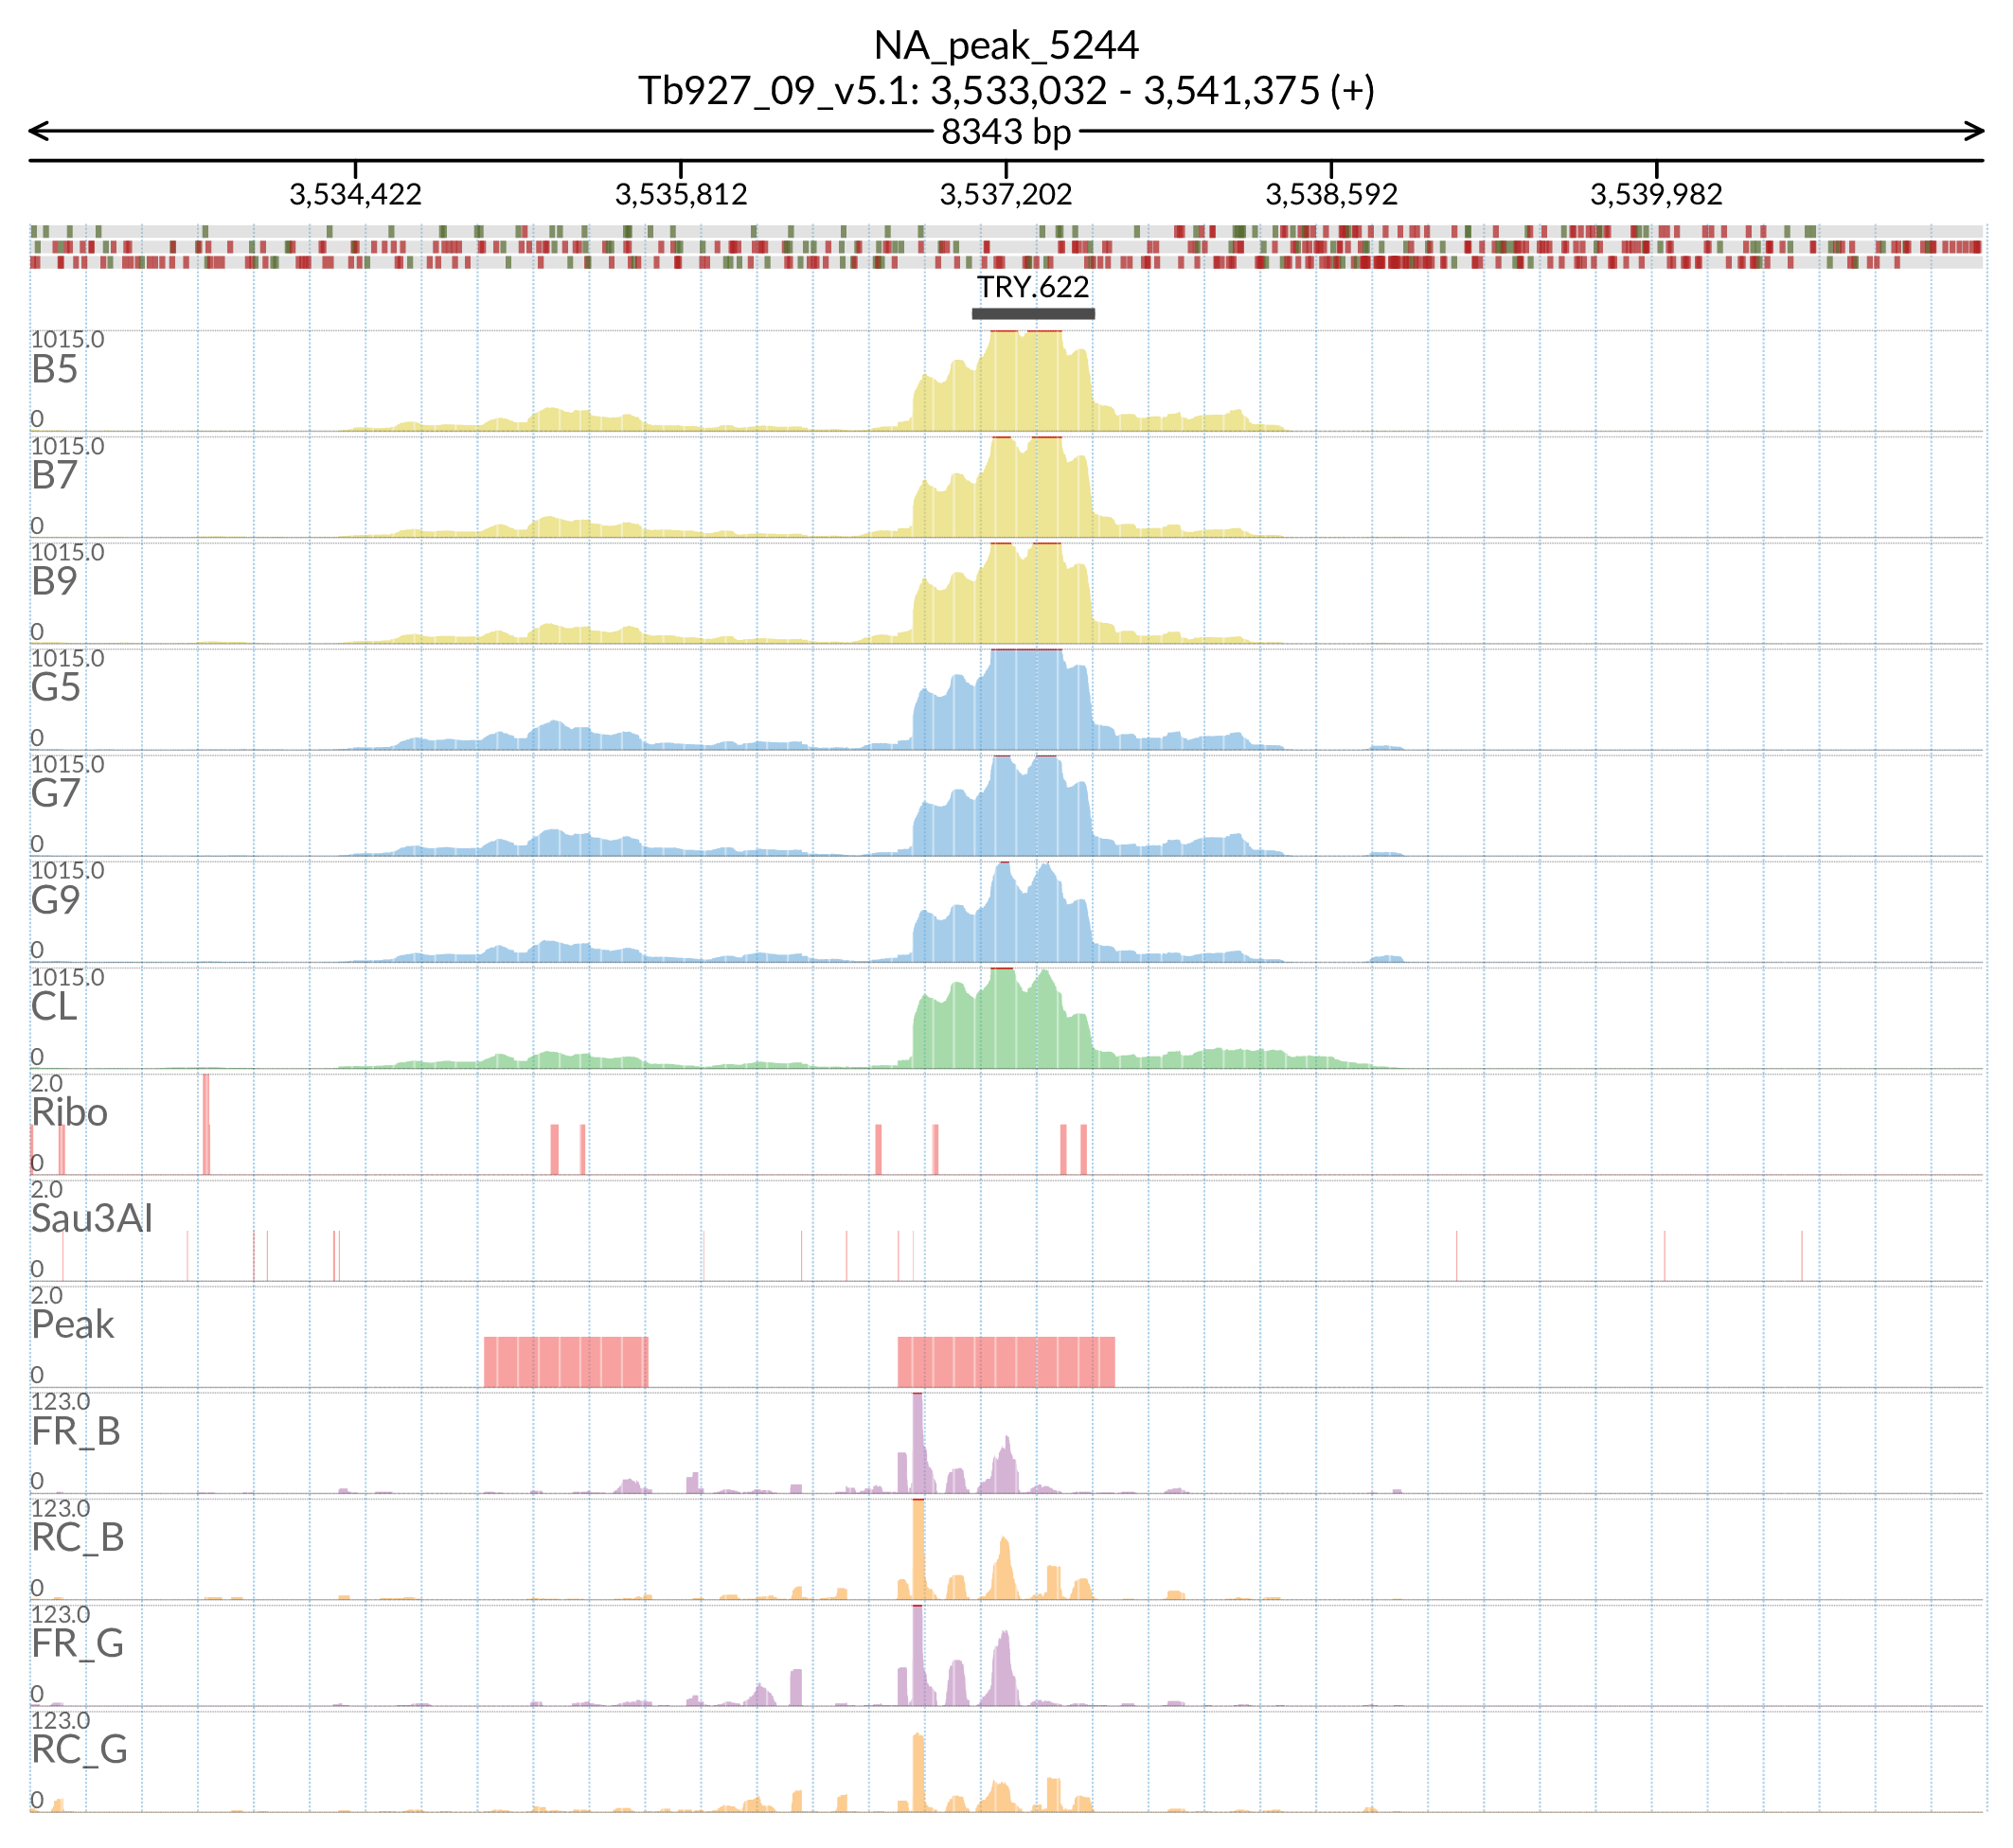 NA_peak_5244
Tb927_09_v5.1: 3,533,032 - 3,541,375 (+)
8343 bp
3,534,422 3,535,812 3,537,202 3,538,592 3,539,982
TRY.622
1015.0
B5
0
1015.0
B7
0
1015.0
B9
0
1015.0
G5
0
1015.0
G7
0
1015.0
G9
0
1015.0
CL
0
2.0
Ribo
0
2.0
Sau3AI
0
2.0
Peak
0
123.0
FR_B
0
123.0
RC_B
0
123.0
FR_G
0
123.0
RC_G
0